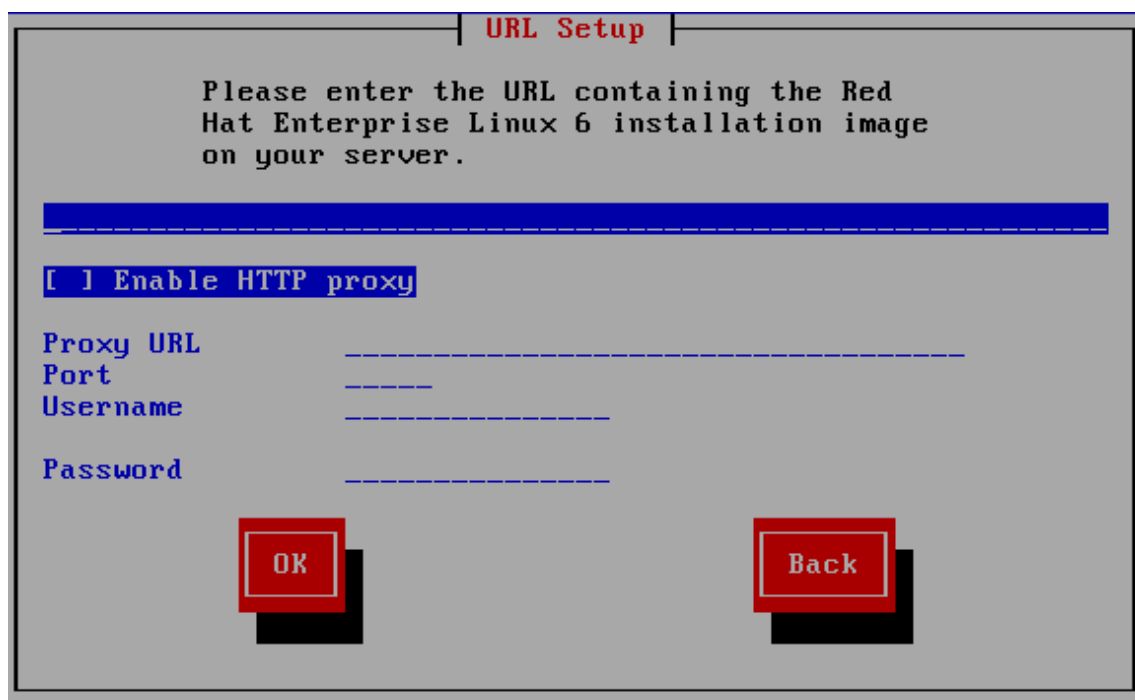 URL Setup
Please enter the URL containing the Red
Hat Enterprise Linux 6 installation image
on your server.
[ ] Enable HTTP proxy
Proxy URL
Port
Username
Password
OK Back